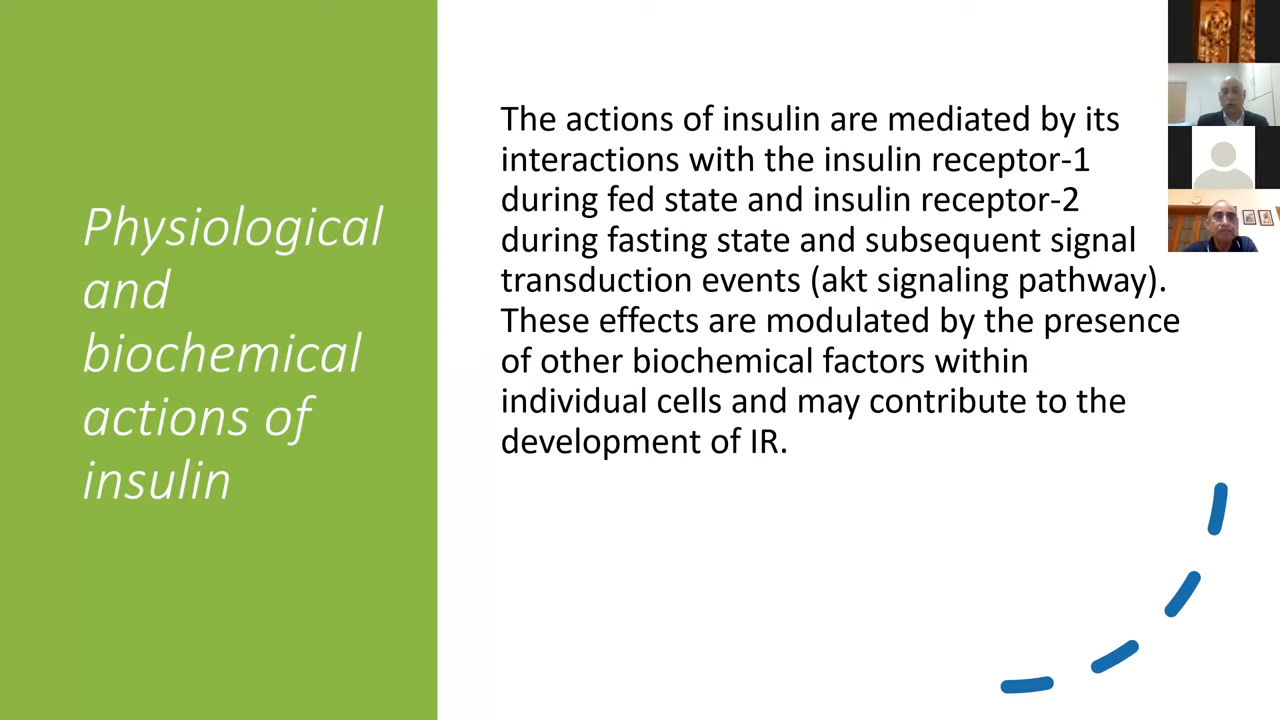 Physiological
and
biochemical
actions of
insulin
The actions of insulin are mediated by its
interactions with the insulin receptor-1
during fed state and insulin receptor-2
during fasting state and subsequent signal
transduction events (akt signaling pathway).
These effects are modulated by the presence
of other biochemical factors within
individual cells and may contribute to the
development of IR.